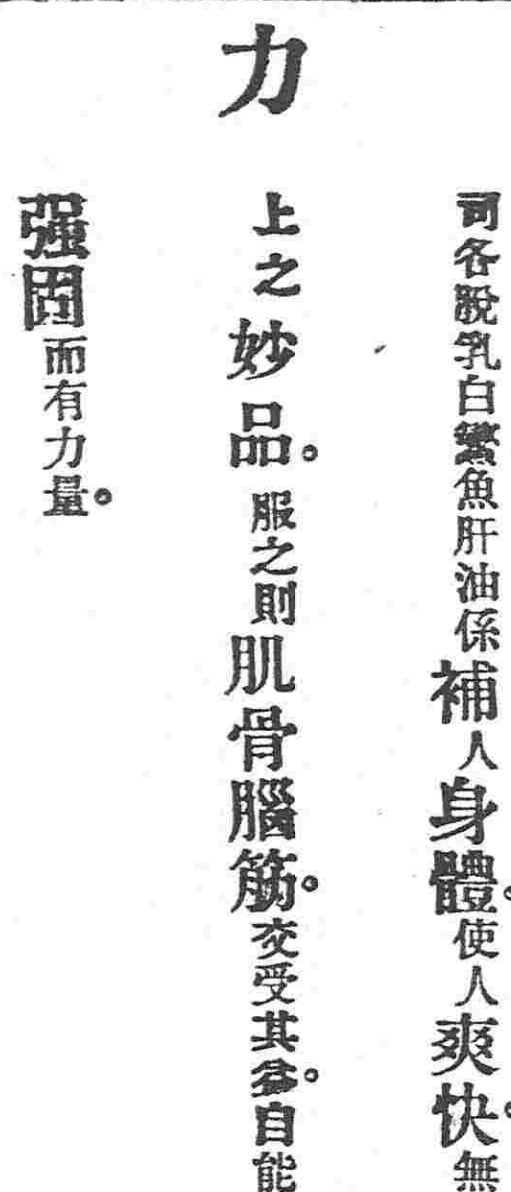 力
司各脫乳白鰵魚肝油係補人身體。使人爽快。無
上之妙品。服之則肌骨腦筋。交受其益。自能
强固而有力量。